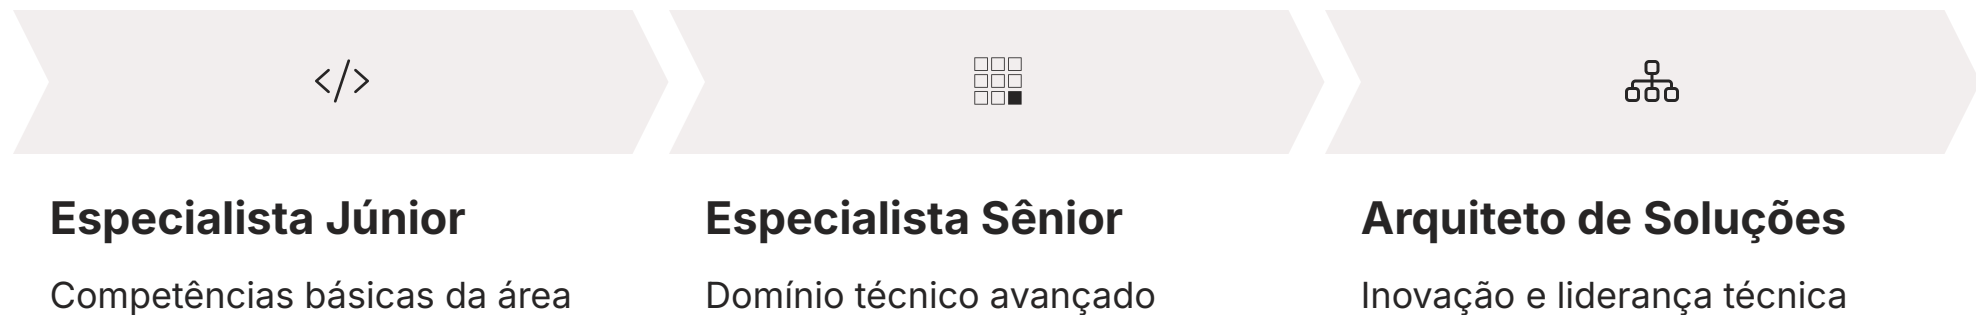 Especialista Júnior
Competências básicas da área
Especialista Sênior
Domínio técnico avançado
Arquiteto de Soluções
Inovação e liderança técnica